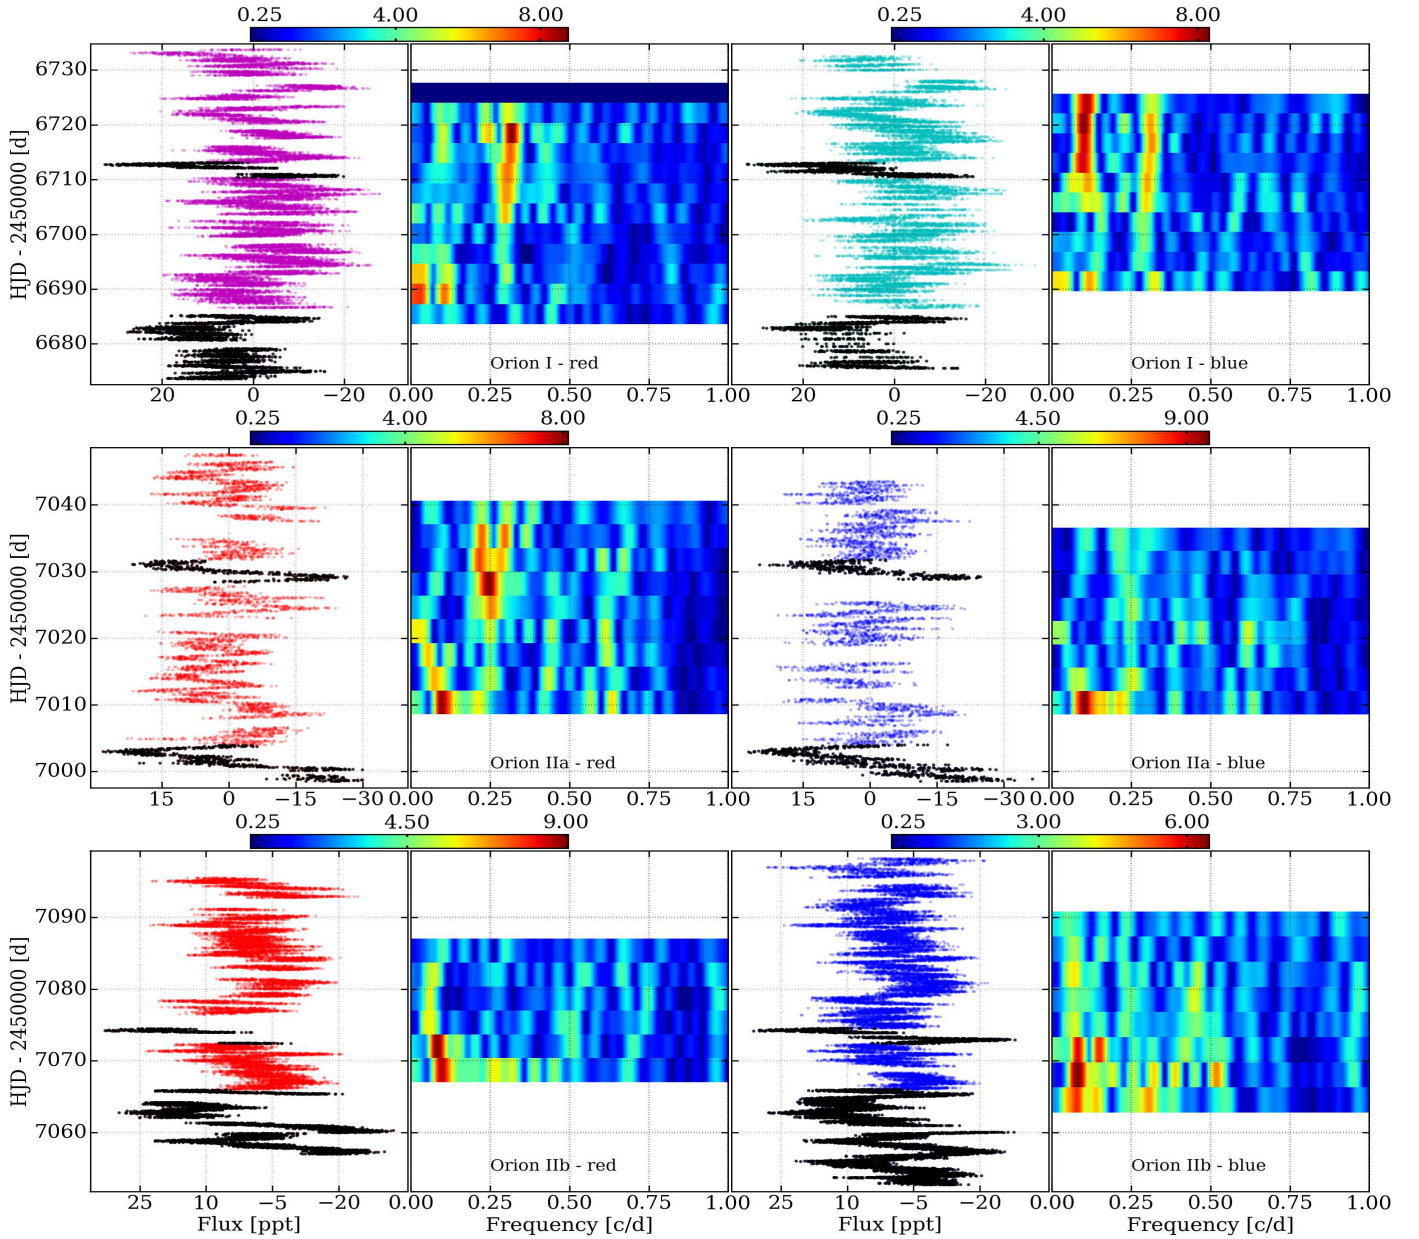 0.25 4.00 8.00 0.25 4.00 8.00
6730
6720
6710
6700
6690
6680
HJD - 2450000 [d]
Orion I - red
Orion I - blue
20 0 −20 0.00 0.25 0.50 0.75 1.00 20 0 −20 0.00 0.25 0.50 0.75 1.00
0.25 4.00 8.00 0.25 4.50 9.00
7040
7030
7020
7010
7000
HJD - 2450000 [d]
Orion IIa - red
Orion IIa - blue
15 0 −15 −30 0.00 0.25 0.50 0.75 1.00 15 0 −15 −30 0.00 0.25 0.50 0.75 1.00
0.25 4.50 9.00 0.25 3.00 6.00
7090
7080
7070
7060
HJD - 2450000 [d]
Orion IIb - red
Orion IIb - blue
25 10 −5 −20 0.00 0.25 0.50 0.75 1.00 25 10 −5 −20 0.00 0.25 0.50 0.75 1.00
Flux [ppt] Frequency [c/d] Flux [ppt] Frequency [c/d]